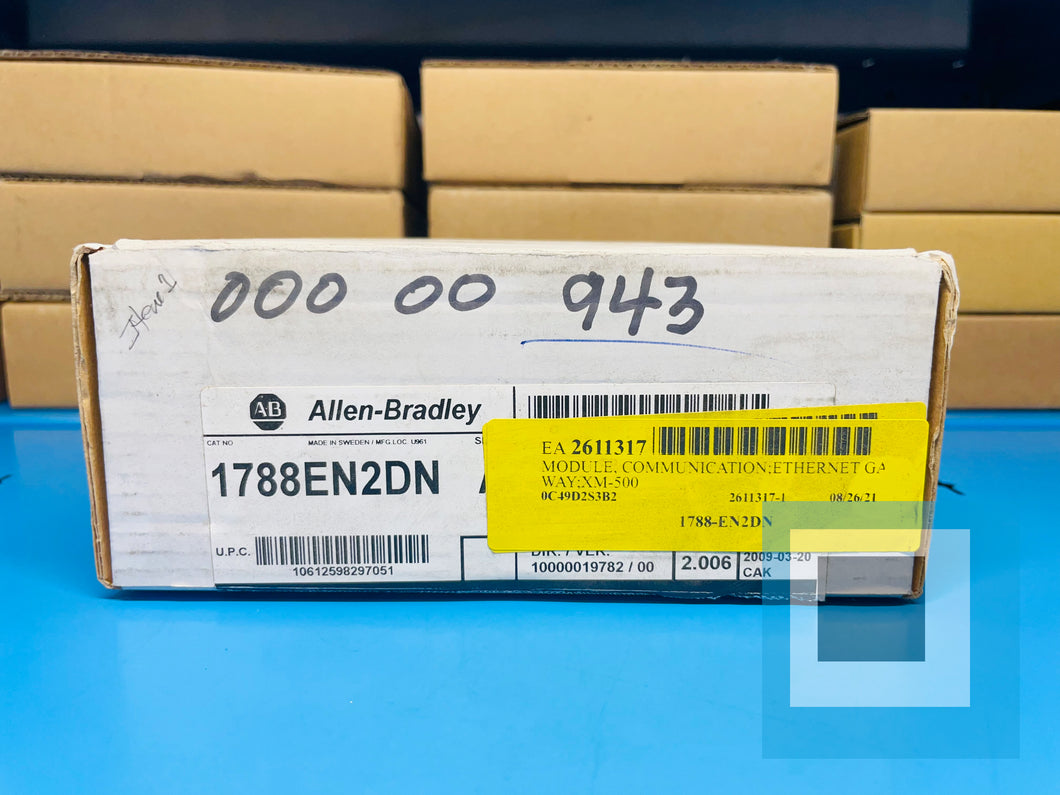 000 00 943
AB Allen-Bradley
CAT NO MADE IN SWEDEN / MFG.LOC. U961
1788EN2DN
U.P.C.
10612598297051
EA 2611317
MODULE, COMMUNICATION;ETHERNET GA
WAY;XM-500
0C49D2S3B2 2611317-1 08/26/21
1788-EN2DN
DIR. / VER.
10000019782 / 00
2.006
2009-03-20
CAK